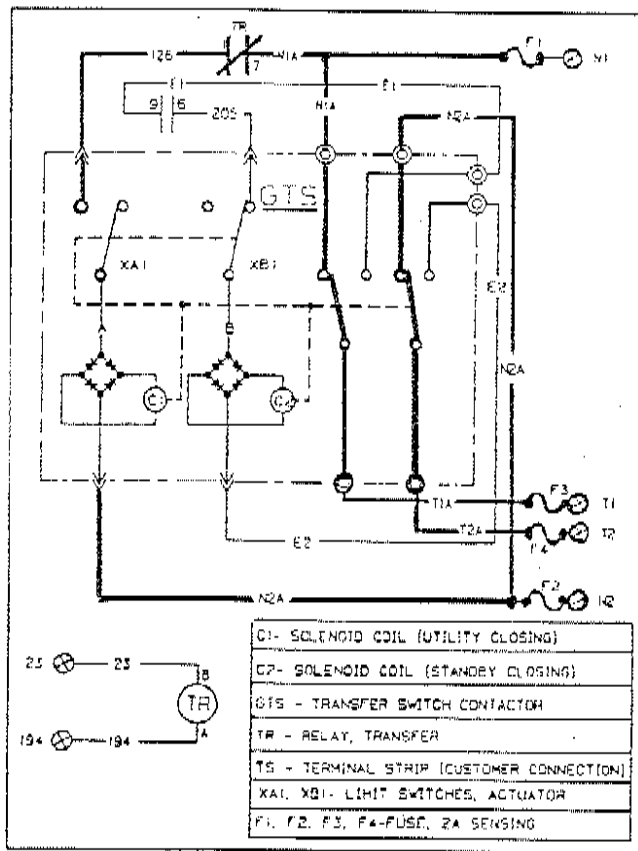 TR
126
N1A
7
F1
N1
E1
E1
9
6
205
N1A
N2A
GTS
XA1
XB1
E2
A
B
N2A
C1
C2
F3
T1A
T1
T2A
T2
F4
E2
F2
N2A
N2
23
23
B
TR
A
194
194
C1- SOLENOID COIL (UTILITY CLOSING)
C2- SOLENOID COIL (STANDBY CLOSING)
GTS - TRANSFER SWITCH CONTACTOR
TR - RELAY, TRANSFER
TS - TERMINAL STRIP (CUSTOMER CONNECTION)
XA1, XB1- LIMIT SWITCHES, ACTUATOR
F1, F2, F3, F4-FUSE, 2A SENSING